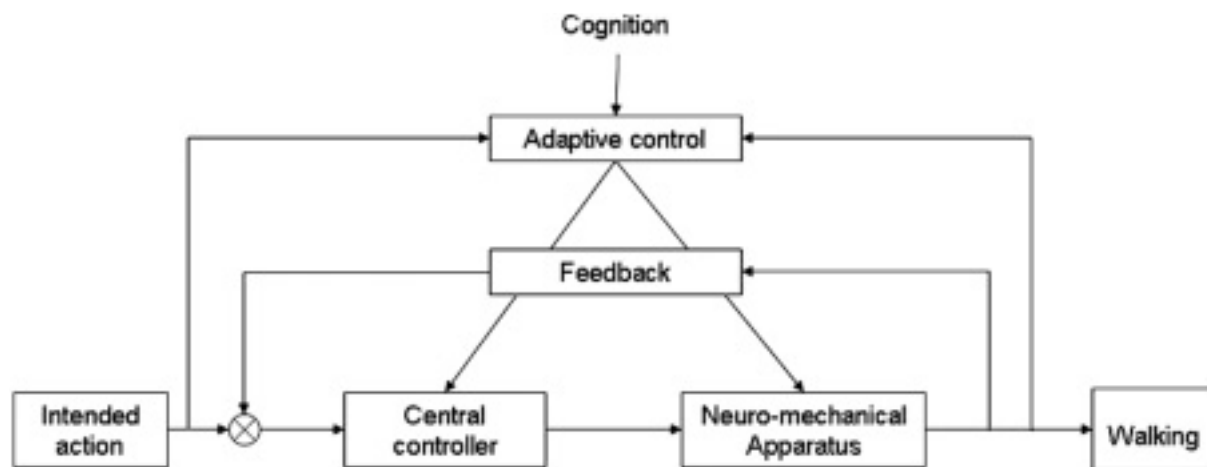 Cognition
Adaptive control
Feedback
Intended
action
Central
controller
Neuro-mechanical
Apparatus
Walking